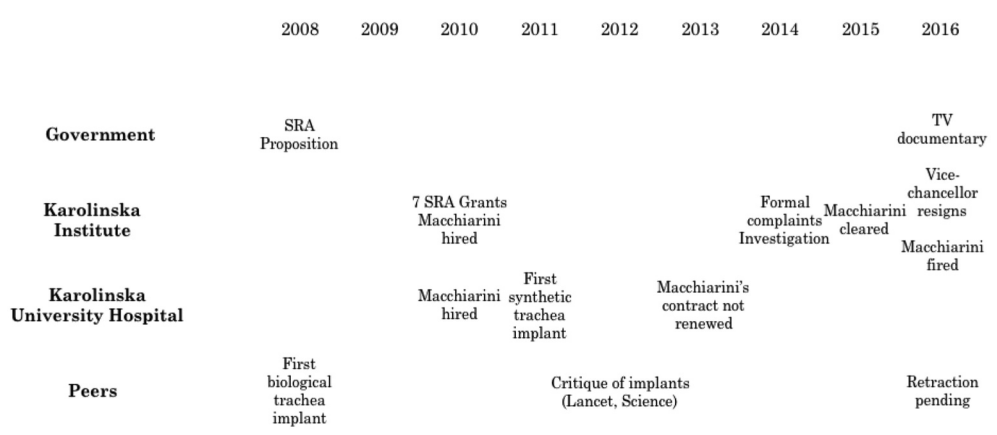 2008 2009 2010 2011 2012 2013 2014 2015 2016
Government
SRA
Proposition
TV
documentary
Karolinska
Institute
7 SRA Grants
Macchiarini
hired
Formal
complaints
Investigation
Macchiarini
cleared
Vice-
chancellor
resigns
Macchiarini
fired
Karolinska
University Hospital
Macchiarini
hired
First
synthetic
trachea
implant
Macchiarini's
contract not
renewed
Peers
First
biological
trachea
implant
Critique of implants
(Lancet, Science)
Retraction
pending